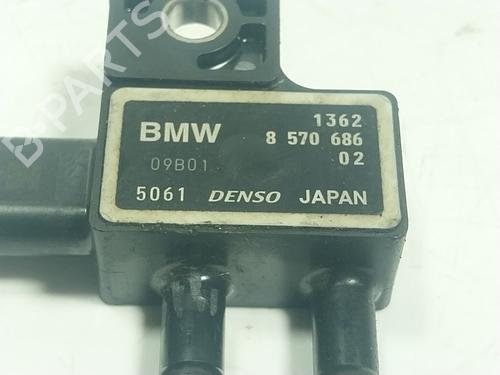 B-PARTS
BMW 1362
8 570 686
09B01 02
5061 DENSO JAPAN